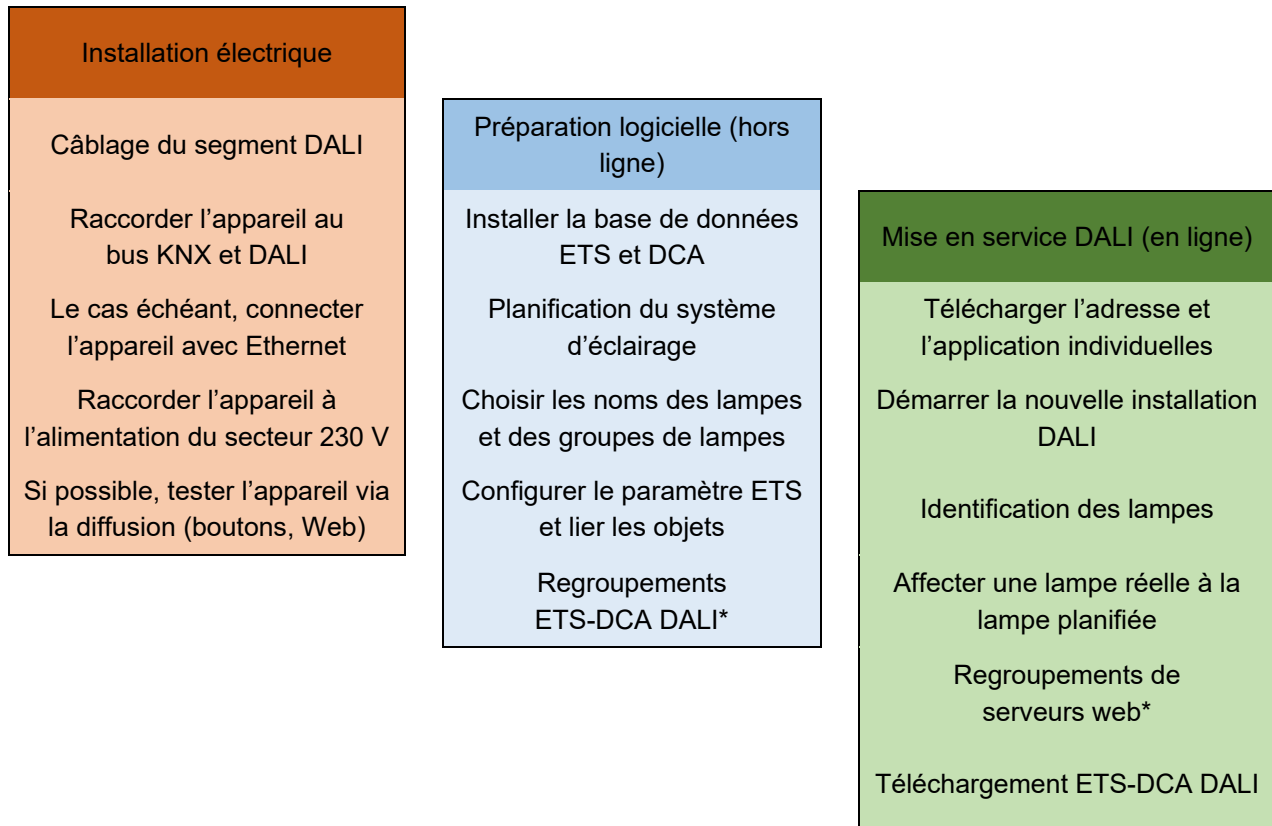 Installation électrique
Câblage du segment DALI
Raccorder l’appareil au
bus KNX et DALI
Le cas échéant, connecter
l’appareil avec Ethernet
Raccorder l’appareil à
l’alimentation du secteur 230 V
Si possible, tester l’appareil via
la diffusion (boutons, Web)
Préparation logicielle (hors
ligne)
Installer la base de données
ETS et DCA
Planification du système
d’éclairage
Choisir les noms des lampes
et des groupes de lampes
Configurer le paramètre ETS
et lier les objets
Regroupements
ETS-DCA DALI*
Mise en service DALI (en ligne)
Télécharger l’adresse et
l’application individuelles
Démarrer la nouvelle installation
DALI
Identification des lampes
Affecter une lampe réelle à la
lampe planifiée
Regroupements de
serveurs web*
Téléchargement ETS-DCA DALI